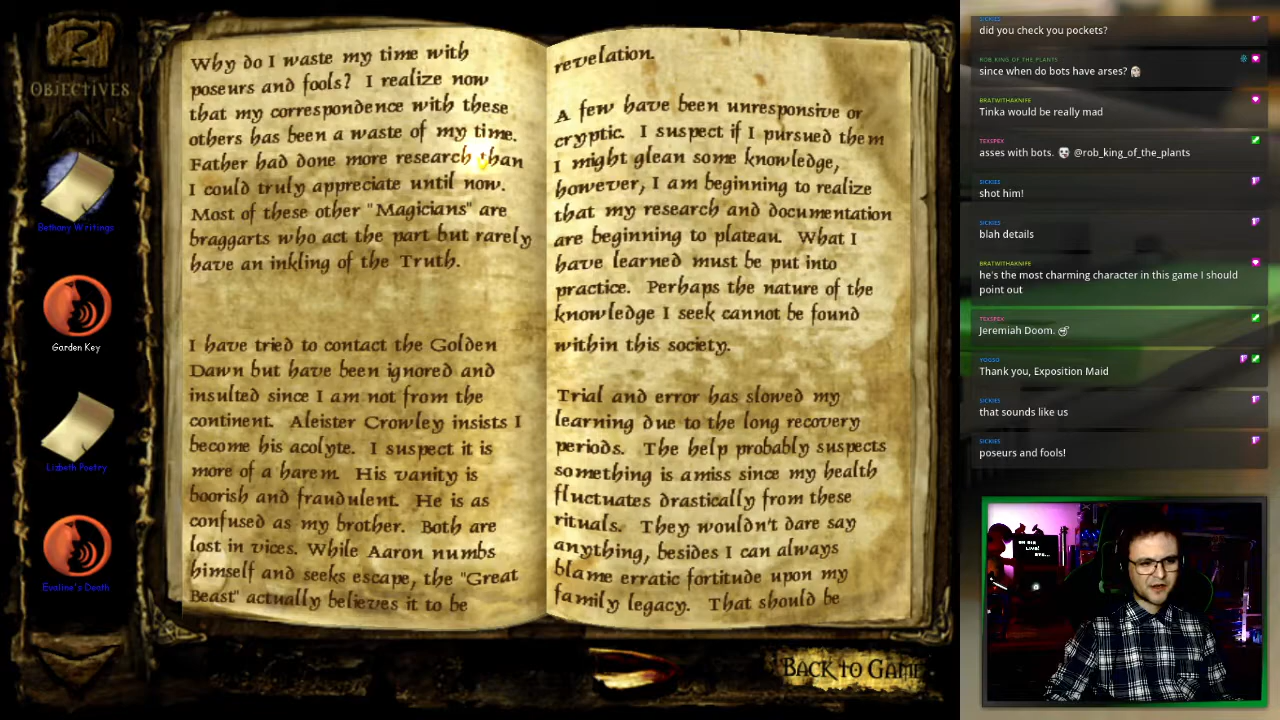 OBJECTIVES
Bethany Writings
Garden Key
Lizbeth Poetry
Evaline's Death
Why do I waste my time with
poseurs and fools? I realize now
that my correspondence with these
others has been a waste of my time.
Father had done more research than
I could truly appreciate until now.
Most of these other "Magicians" are
braggarts who act the part but rarely
have an inkling of the Truth.
I have tried to contact the Golden
Dawn but have been ignored and
insulted since I am not from the
continent. Aleister Crowley insists I
become his acolyte. I suspect it is
more of a harem. His vanity is
boorish and fraudulent. He is as
confused as my brother. Both are
lost in vices. While Aaron numbs
himself and seeks escape, the "Great
Beast" actually believes it to be
revelation.
A few have been unresponsive or
cryptic. I suspect if I pursued them
I might glean some knowledge,
however, I am beginning to realize
that my research and documentation
are beginning to plateau. What I
have learned must be put into
practice. Perhaps the nature of the
knowledge I seek cannot be found
within this society.
Trial and error has slowed my
learning due to the long recovery
periods. The help probably suspects
something is amiss since my health
fluctuates drastically from these
rituals. They wouldn't dare say
anything, besides I can always
blame erratic fortitude upon my
family legacy. That should be
BACK TO GAME
SICKIES
did you check you pockets?
ROB_KING_OF_THE_PLANTS
since when do bots have arses?
BRATWITHAKNIFE
Tinka would be really mad
TEXSPEX
asses with bots. @rob_king_of_the_plants
SICKIES
shot him!
SICKIES
blah details
BRATWITHAKNIFE
he's the most charming character in this game I should
point out
TEXSPEX
Jeremiah Doom.
YOGSO
Thank you, Exposition Maid
SICKIES
that sounds like us
SICKIES
poseurs and fools!